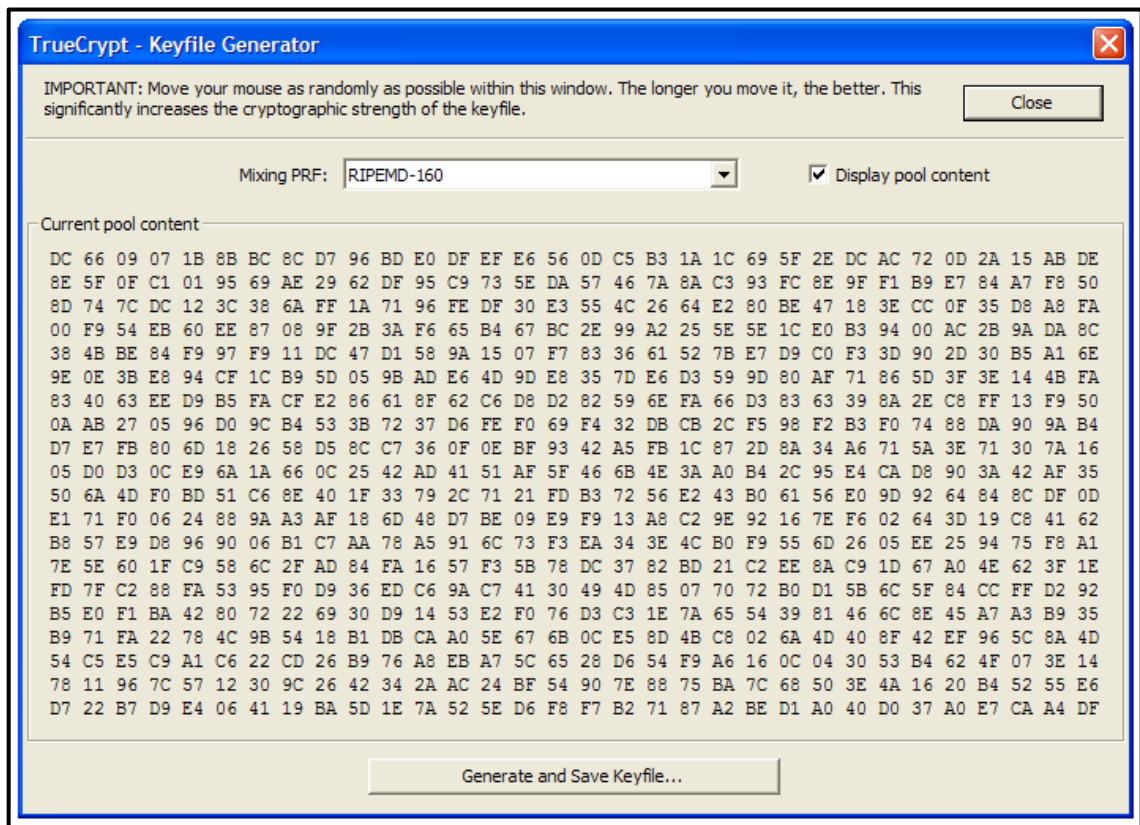 TrueCrypt - Keyfile Generator
IMPORTANT: Move your mouse as randomly as possible within this window. The longer you move it, the better. This
significantly increases the cryptographic strength of the keyfile.
Close
Mixing PRF: RIPEMD-160
Display pool content
Current pool content
DC 66 09 07 1B 8B BC 8C D7 96 BD E0 DF EF E6 56 0D C5 B3 1A 1C 69 5F 2E DC AC 72 0D 2A 15 AB DE
8E 5F 0F C1 01 95 69 AE 29 62 DF 95 C9 73 5E DA 57 46 7A 8A C3 93 FC 8E 9F F1 B9 E7 84 A7 F8 50
8D 74 7C DC 12 3C 38 6A FF 1A 71 96 FE DF 30 E3 55 4C 26 64 E2 80 BE 47 18 3E CC 0F 35 D8 A8 FA
00 F9 54 EB 60 EE 87 08 9F 2B 3A F6 65 B4 67 BC 2E 99 A2 25 5E 5E 1C E0 B3 94 00 AC 2B 9A DA 8C
38 4B BE 84 F9 97 F9 11 DC 47 D1 58 9A 15 07 F7 83 36 61 52 7B E7 D9 C0 F3 3D 90 2D 30 B5 A1 6E
9E 0E 3B E8 94 CF 1C B9 5D 05 9B AD E6 4D 9D E8 35 7D E6 D3 59 9D 80 AF 71 86 5D 3F 3E 14 4B FA
83 40 63 EE D9 B5 FA CF E2 86 61 8F 62 C6 D8 D2 82 59 6E FA 66 D3 83 63 39 8A 2E C8 FF 13 F9 50
0A AB 27 05 96 D0 9C B4 53 3B 72 37 D6 FE F0 69 F4 32 DB CB 2C F5 98 F2 B3 F0 74 88 DA 90 9A B4
D7 E7 FB 80 6D 18 26 58 D5 8C C7 36 0F 0E BF 93 42 A5 FB 1C 87 2D 8A 34 A6 71 5A 3E 71 30 7A 16
05 D0 D3 0C E9 6A 1A 66 0C 25 42 AD 41 51 AF 5F 46 6B 4E 3A A0 B4 2C 95 E4 CA D8 90 3A 42 AF 35
50 6A 4D F0 BD 51 C6 8E 40 1F 33 79 2C 71 21 FD B3 72 56 E2 43 B0 61 56 E0 9D 92 64 84 8C DF 0D
E1 71 F0 06 24 88 9A A3 AF 18 6D 48 D7 BE 09 E9 F9 13 A8 C2 9E 92 16 7E F6 02 64 3D 19 C8 41 62
B8 57 E9 D8 96 90 06 B1 C7 AA 78 A5 91 6C 73 F3 EA 34 3E 4C B0 F9 55 6D 26 05 EE 25 94 75 F8 A1
7E 5E 60 1F C9 58 6C 2F AD 84 FA 16 57 F3 5B 78 DC 37 82 BD 21 C2 EE 8A C9 1D 67 A0 4E 62 3F 1E
FD 7F C2 88 FA 53 95 F0 D9 36 ED C6 9A C7 41 30 49 4D 85 07 70 72 B0 D1 5B 6C 5F 84 CC FF D2 92
B5 E0 F1 BA 42 80 72 22 69 30 D9 14 53 E2 F0 76 D3 C3 1E 7A 65 54 39 81 46 6C 8E 45 A7 A3 B9 35
B9 71 FA 22 78 4C 9B 54 18 B1 DB CA A0 5E 67 6B 0C E5 8D 4B C8 02 6A 4D 40 8F 42 EF 96 5C 8A 4D
54 C5 E5 C9 A1 C6 22 CD 26 B9 76 A8 EB A7 5C 65 28 D6 54 F9 A6 16 0C 04 30 53 B4 62 4F 07 3E 14
78 11 96 7C 57 12 30 9C 26 42 34 2A AC 24 BF 54 90 7E 88 75 BA 7C 68 50 3E 4A 16 20 B4 52 55 E6
D7 22 B7 D9 E4 06 41 19 BA 5D 1E 7A 52 5E D6 F8 F7 B2 71 87 A2 BE D1 A0 40 D0 37 A0 E7 CA A4 DF
Generate and Save Keyfile...